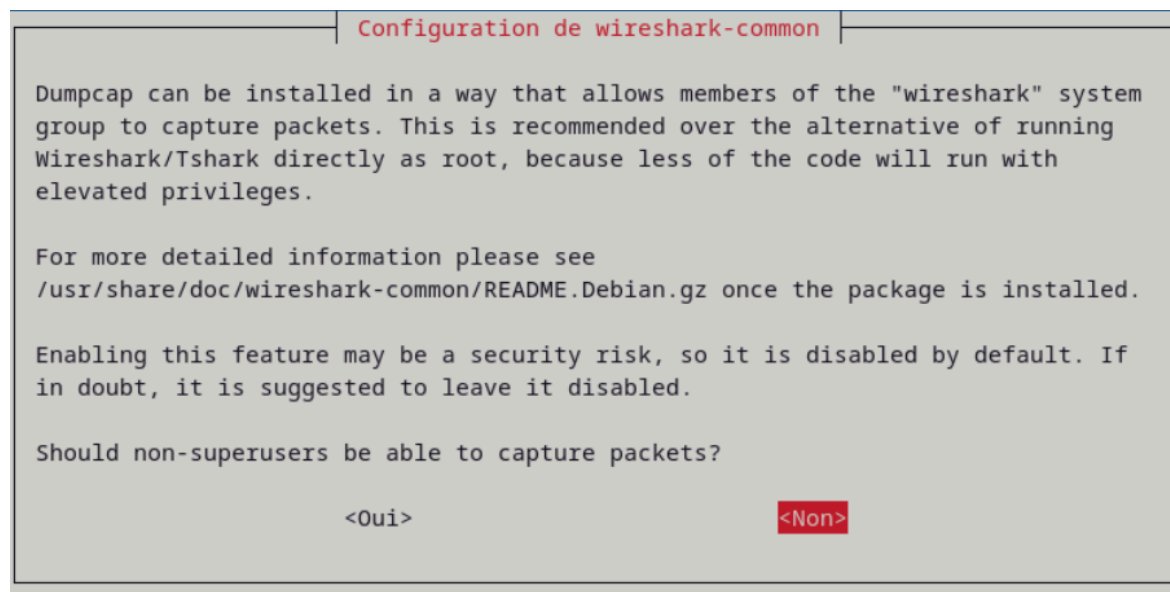 Configuration de wireshark-common
Dumpcap can be installed in a way that allows members of the "wireshark" system
group to capture packets. This is recommended over the alternative of running
Wireshark/Tshark directly as root, because less of the code will run with
elevated privileges.
For more detailed information please see
/usr/share/doc/wireshark-common/README.Debian.gz once the package is installed.
Enabling this feature may be a security risk, so it is disabled by default. If
in doubt, it is suggested to leave it disabled.
Should non-superusers be able to capture packets?
<Oui> <Non>